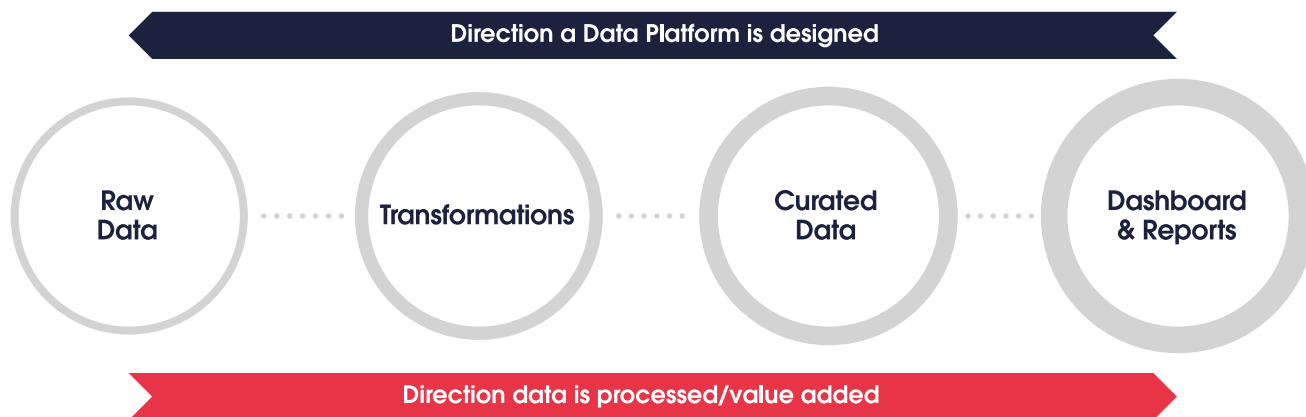 Direction a Data Platform is designed
Raw
Data
Transformations
Curated
Data
Dashboard
& Reports
Direction data is processed/value added